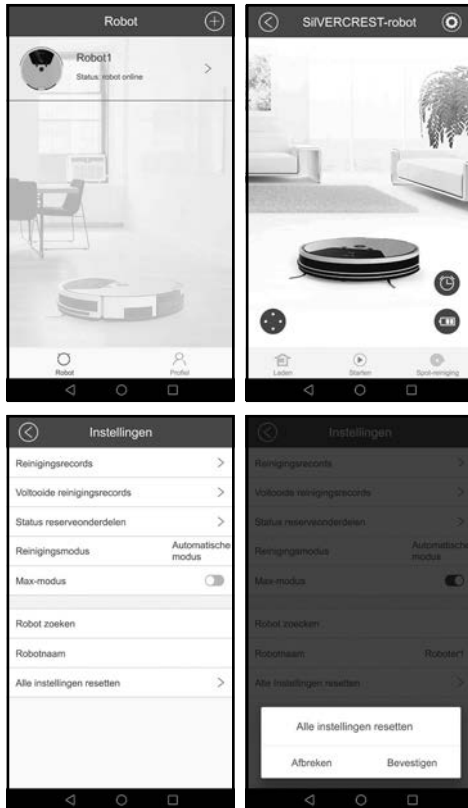 Robot
Robot1
Status: robot online
Robot
Profiel
SilVERCREST-robot
Laden
Starten
Spot-reiniging
Instellingen
Reinigingsrecords
Voltooide reinigingsrecords
Status reserveonderdelen
Reinigingsmodus
Automatische
modus
Max-modus
Robot zoeken
Robotnaam
Alle instellingen resetten
Instellingen
Reinigingsrecords
Voltooide reinigingsrecords
Status reserveonderdelen
Reinigingsmodus
Automatische
modus
Max-modus
Robot zoecken
Robotnaam
Roboter1
Alle instellingen resetten
Alle instellingen resetten
Afbreken
Bevestigen